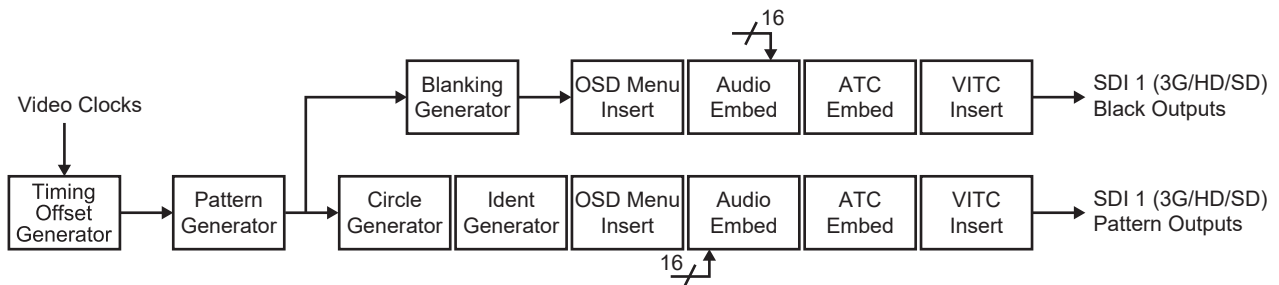 16
Blanking
Generator
OSD Menu
Insert
Audio
Embed
ATC
Embed
VITC
Insert
SDI 1 (3G/HD/SD)
Black Outputs
Video Clocks
Timing
Offset
Generator
Pattern
Generator
Circle
Generator
Ident
Generator
OSD Menu
Insert
Audio
Embed
ATC
Embed
VITC
Insert
SDI 1 (3G/HD/SD)
Pattern Outputs
16